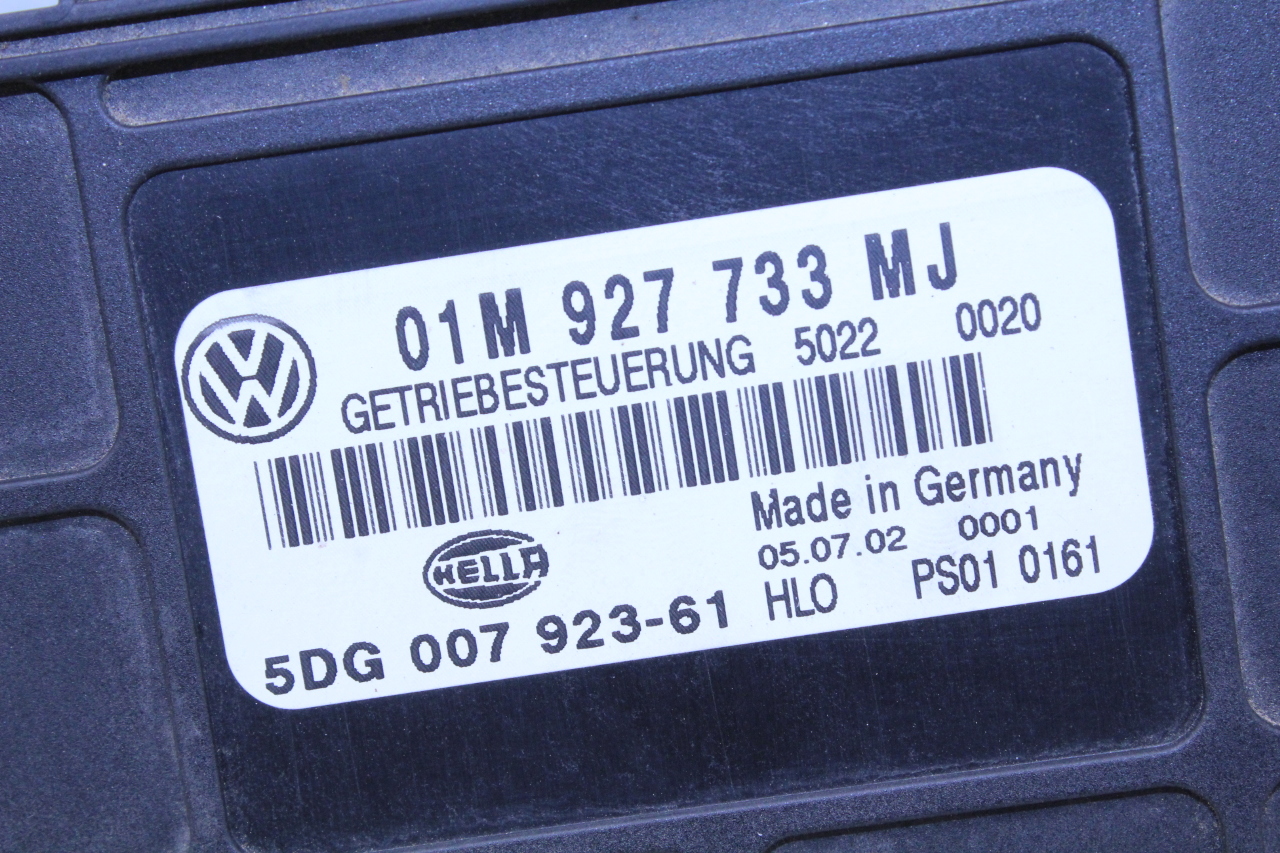 01M 927 733 MJ
GETRIEBESTEUERUNG 5022 0020
Made in Germany
HELLA
05.07.02 0001
5DG 007 923-61 HLO PS01 0161